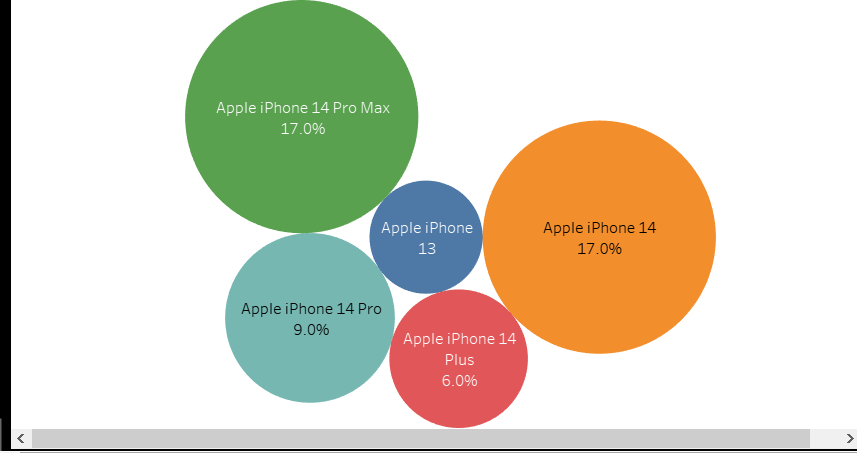 Apple iPhone 14 Pro Max
17.0%
Apple iPhone
13
Apple iPhone 14
17.0%
Apple iPhone 14 Pro
9.0%
Apple iPhone 14
Plus
6.0%